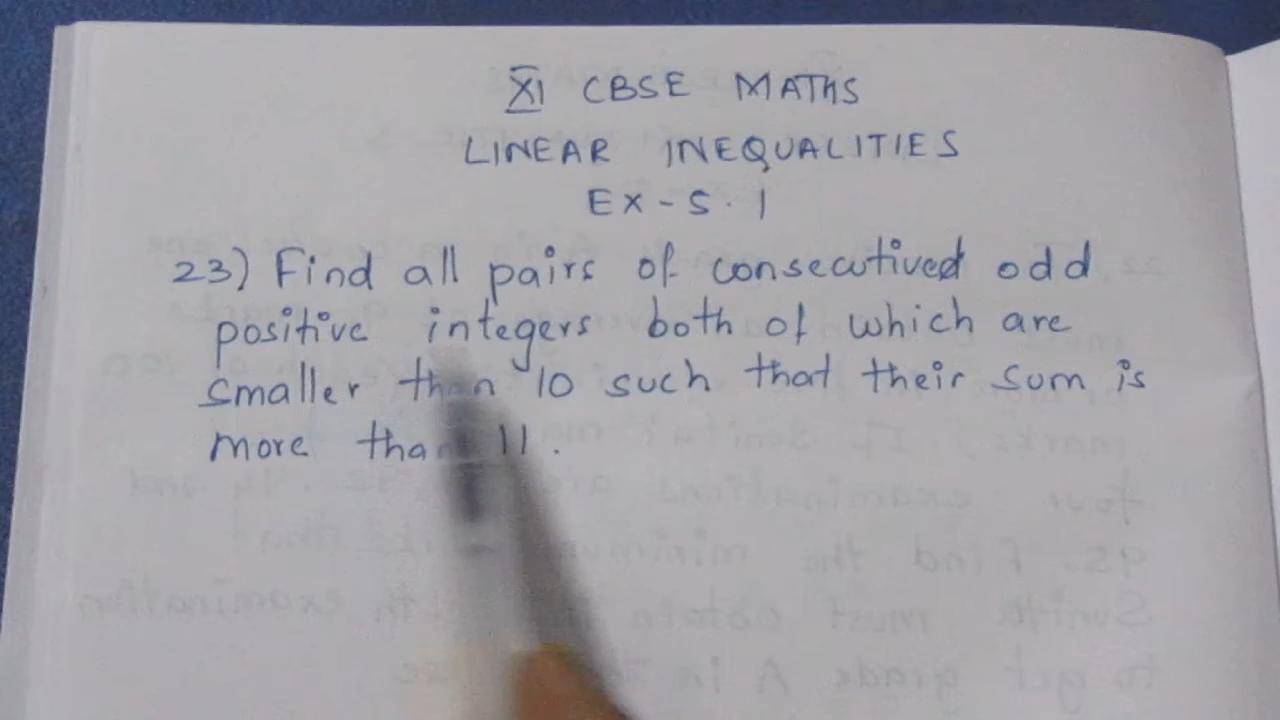 XI CBSE MATHS
LINEAR INEQUALITIES
Ex-5.1
23) Find all pairs of consecutived odd
positive integers both of which are
smaller than 10 such that their sum is
more than 11.